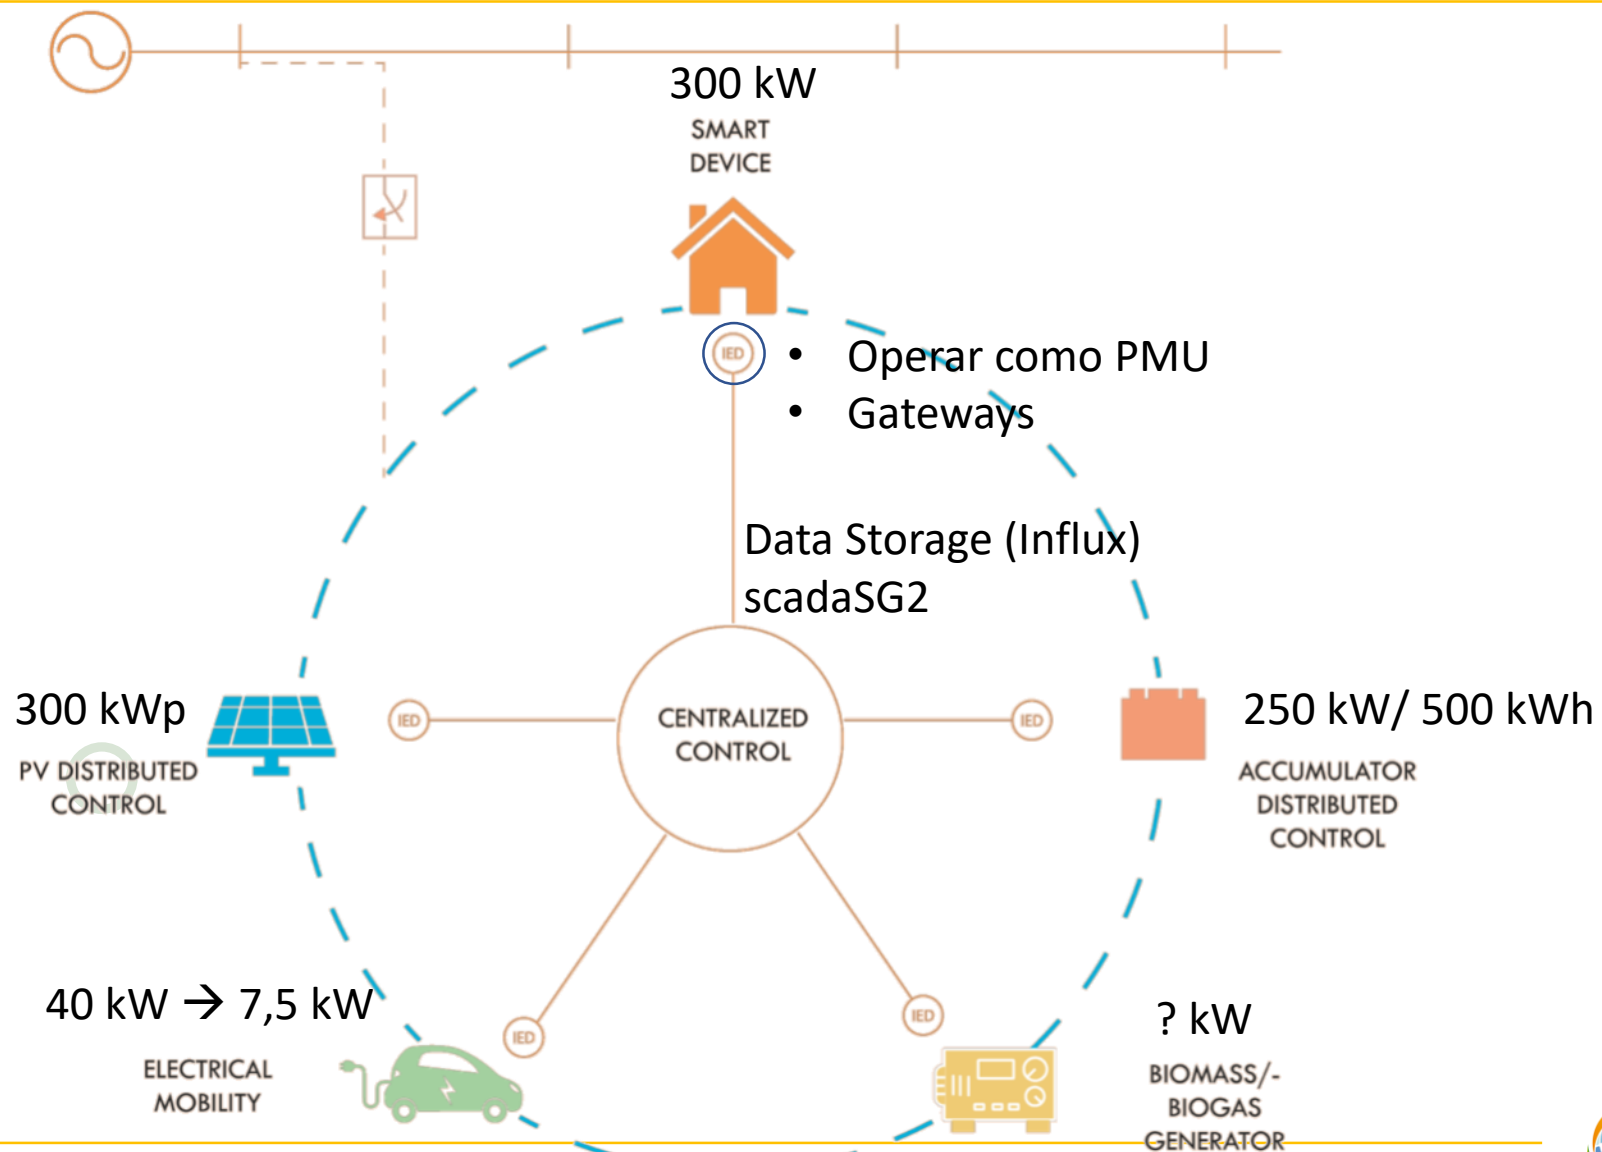 300 kW
SMART
DEVICE
IED
• Operar como PMU
• Gateways
Data Storage (Influx)
scadaSG2
300 kWp
PV DISTRIBUTED
CONTROL
IED
CENTRALIZED
CONTROL
IED
250 kW/ 500 kWh
ACCUMULATOR
DISTRIBUTED
CONTROL
40 kW → 7,5 kW
ELECTRICAL
MOBILITY
IED
IED
? kW
BIOMASS/-
BIOGAS
GENERATOR